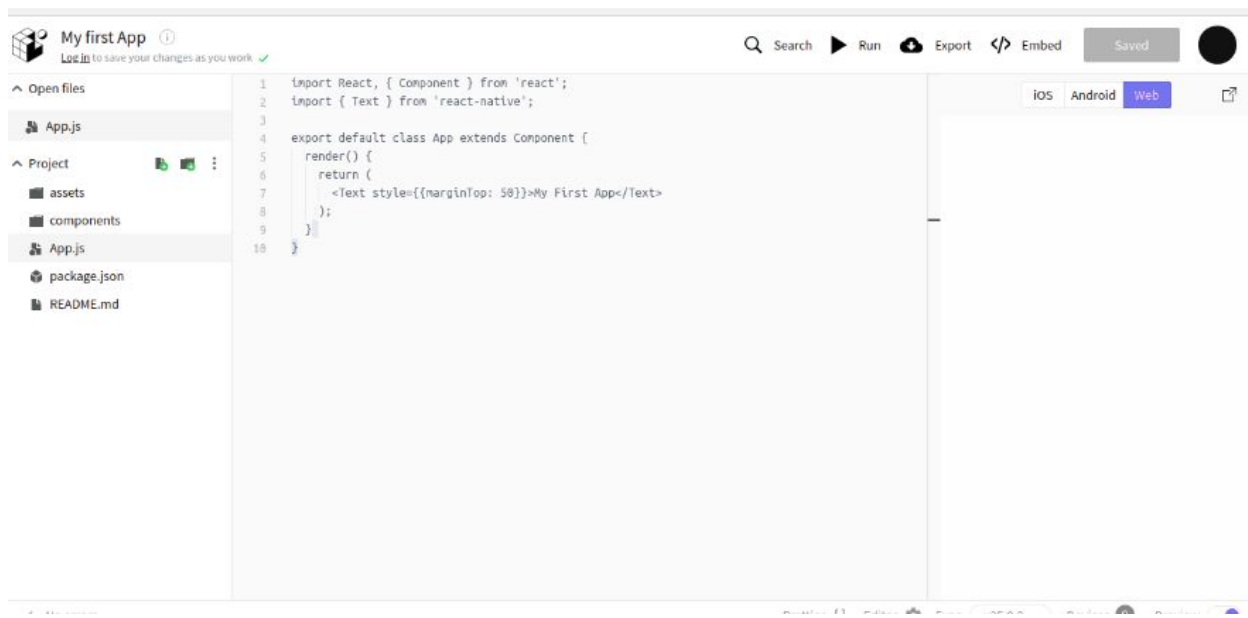 My first App
Log in to save your changes as you work
Search
Run
Export
Embed
Saved
Open files
App.js
Project
assets
components
App.js
package.json
README.md
1 import React, { Component } from 'react';
2 import { Text } from 'react-native';
3
4 export default class App extends Component {
5 render() {
6 return (
7 <Text style={{marginTop: 50}}>My First App</Text>
8 );
9 }
10 }
iOS Android Web